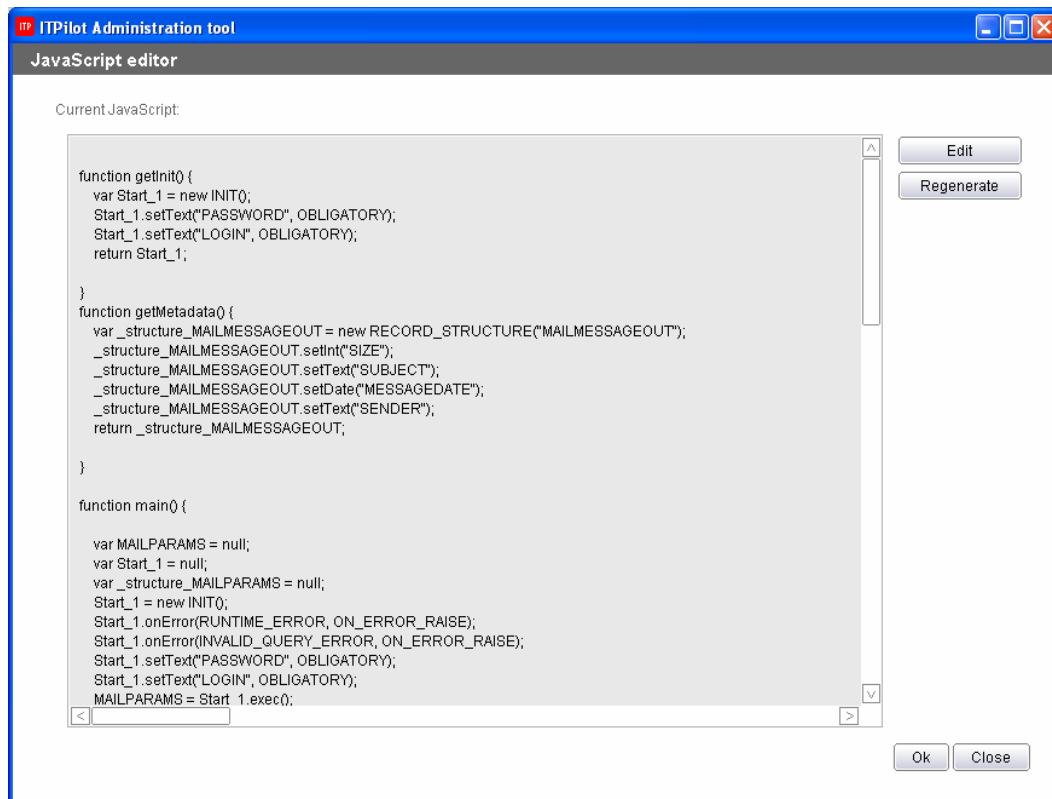 ITP ITPilot Administration tool
JavaScript editor
Current JavaScript:
function getInit() {
var Start_1 = new INIT();
Start_1.setText("PASSWORD", OBLIGATORY);
Start_1.setText("LOGIN", OBLIGATORY);
return Start_1;
}
function getMetadata() {
var _structure_MAILMESSAGEOUT = new RECORD_STRUCTURE("MAILMESSAGEOUT");
_structure_MAILMESSAGEOUT.setInt("SIZE");
_structure_MAILMESSAGEOUT.setText("SUBJECT");
_structure_MAILMESSAGEOUT.setDate("MESSAGEDATE");
_structure_MAILMESSAGEOUT.setText("SENDER");
return _structure_MAILMESSAGEOUT;
}
function main() {
var MAILPARAMS = null;
var Start_1 = null;
var _structure_MAILPARAMS = null;
Start_1 = new INIT();
Start_1.onError(RUNTIME_ERROR, ON_ERROR_RAISE);
Start_1.onError(INVALID_QUERY_ERROR, ON_ERROR_RAISE);
Start_1.setText("PASSWORD", OBLIGATORY);
Start_1.setText("LOGIN", OBLIGATORY);
MAILPARAMS = Start_1.exec();
Edit
Regenerate
Ok
Close